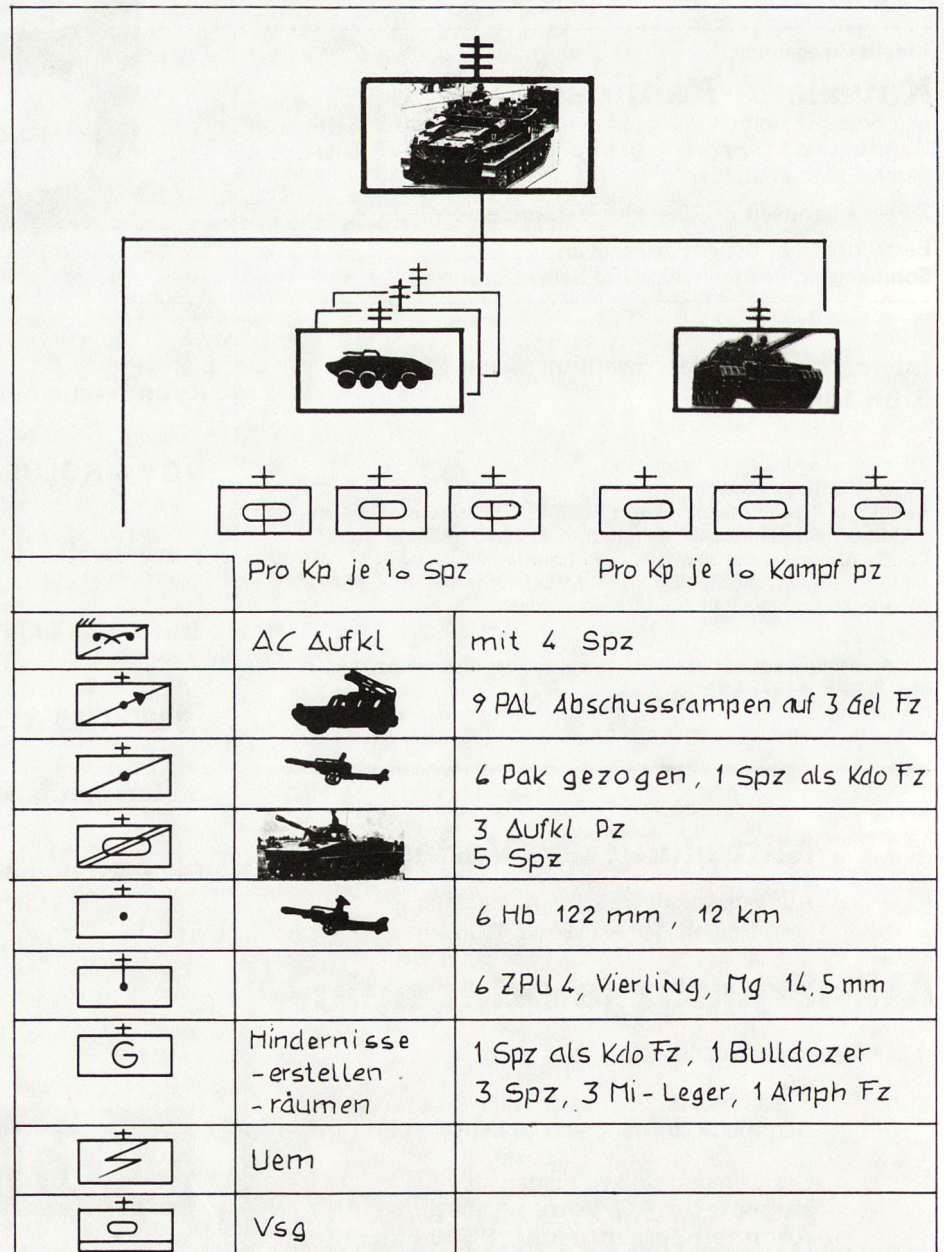 Pro Kp je 10 Spz
Pro Kp je 10 Kampf pz
AC Aufkl
mit 4 Spz
9 PAL Abschussrampen auf 3 Gel Fz
6 Pak gezogen, 1 Spz als Kdo Fz
3 Aufkl Pz
5 Spz
6 Hb 122 mm, 12 km
6 ZPU 4, Vierling, Mg 14,5 mm
G
Hindernisse
-erstellen
-räumen
1 Spz als Kdo Fz, 1 Bulldozer
3 Spz, 3 Mi-Leger, 1 Amph Fz
Uem
Vsg